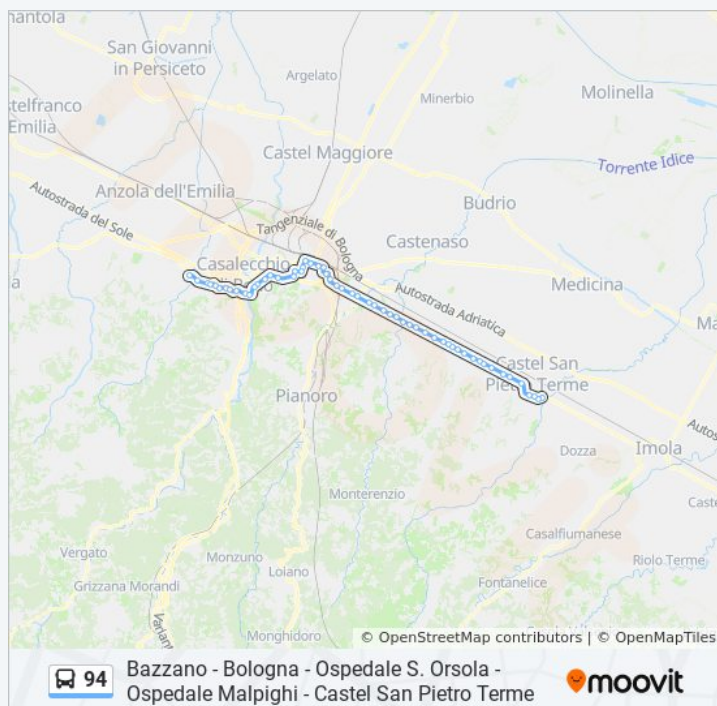 nantola
San Giovanni
in Persiceto
Argelato
Minerbio
Molinella
stelfranco
Emilia
Castel Maggiore
Torrente Idice
Anzola dell'Emilia
Budrio
Autostrada del Sole
Tangenziale di Bologna
Castenaso
Casalecchio
Medicina
Autostrada Adriatica
Castel San
Pietro Terme
Pianoro
Autost
Dozza
Imola
Monterenzio
Casalfiumanese
Vergato
Monzuno
Riolo Terme
Loiano
Grizzana Morandi
Fontanelice
Variant
Monghidoro
© OpenStreetMap contributors | © OpenMapTiles
94
Bazzano - Bologna - Ospedale S. Orsola -
Ospedale Malpighi - Castel San Pietro Terme
moovit